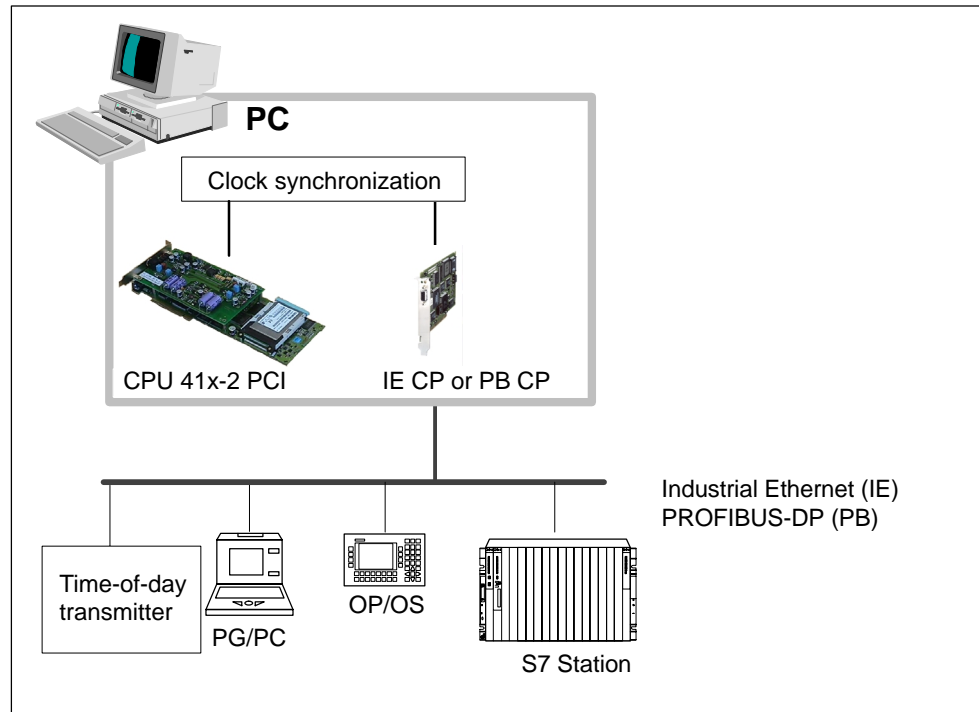 PC
Clock synchronization
CPU 41x-2 PCI
IE CP or PB CP
Industrial Ethernet (IE)
PROFIBUS-DP (PB)
Time-of-day
transmitter
PG/PC
OP/OS
S7 Station